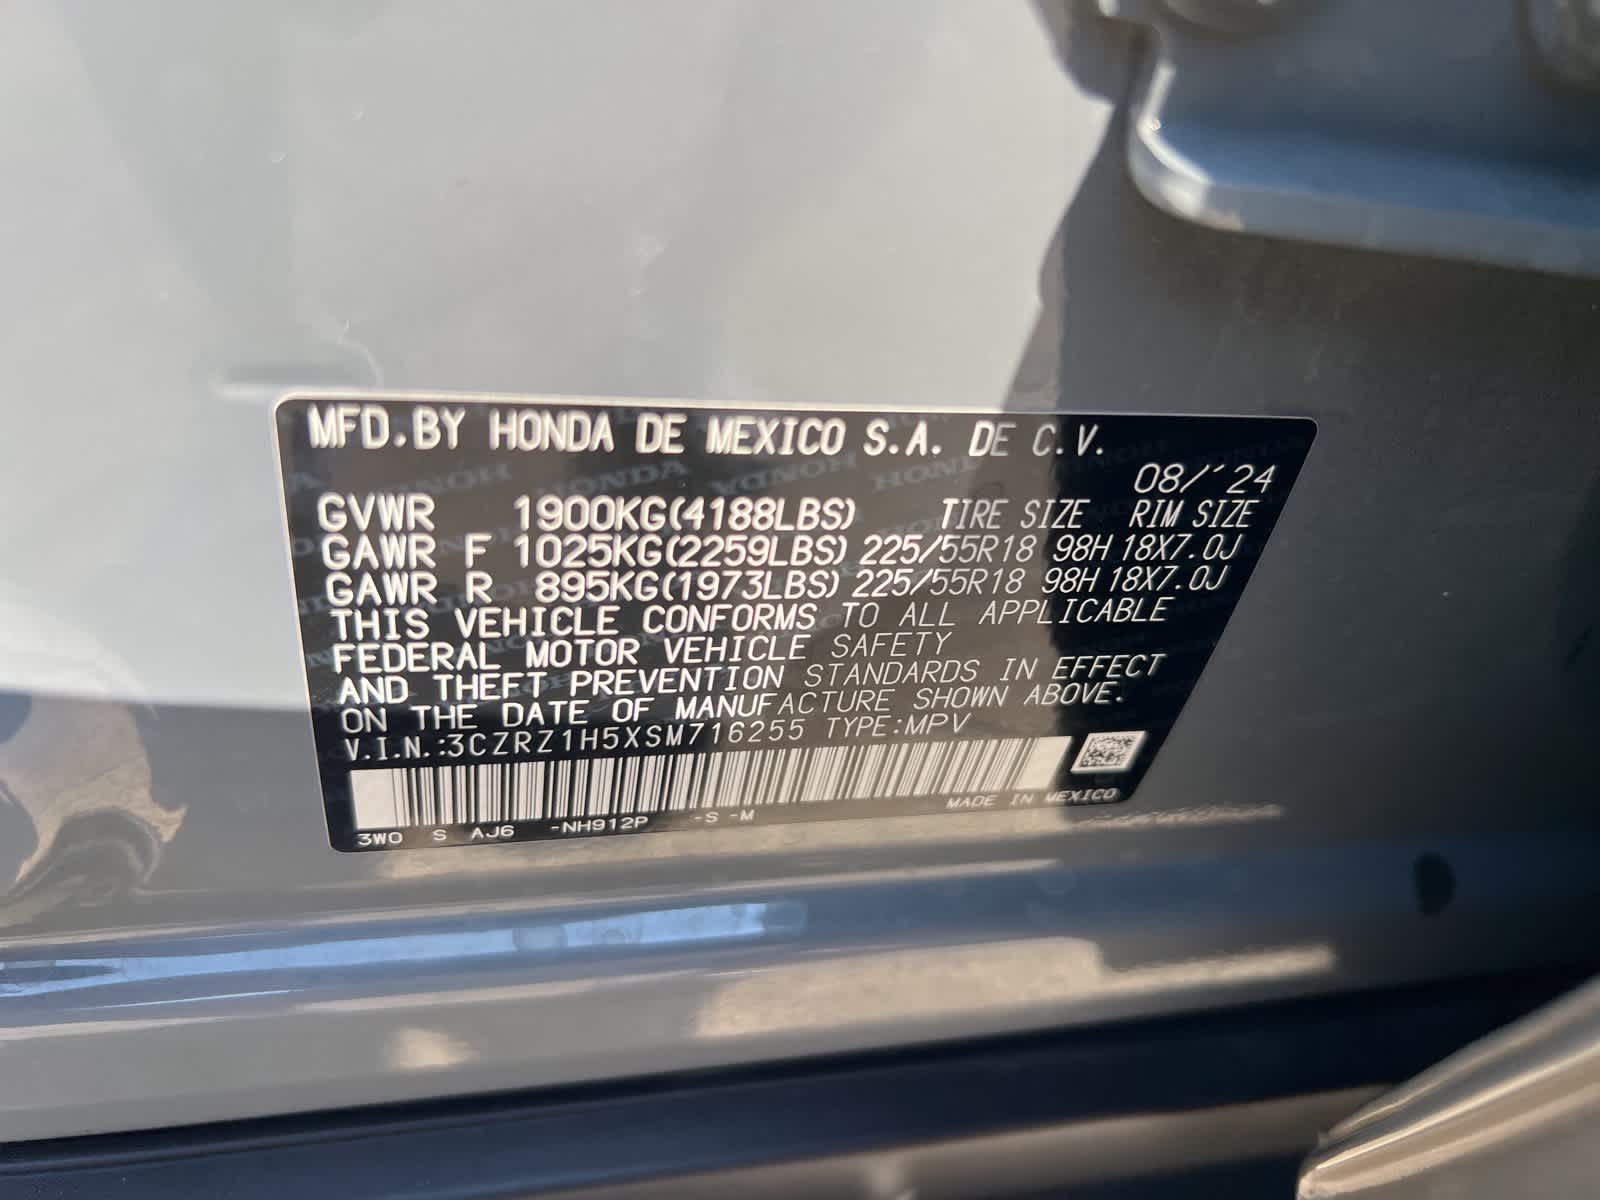 MFD.BY HONDA DE MEXICO S.A. DE C.V.
08/'24
GVWR 1900KG(4188LBS) TIRE SIZE RIM SIZE
GAWR F 1025KG(2259LBS) 225/55R18 98H 18X7.0J
GAWR R 895KG(1973LBS) 225/55R18 98H 18X7.0J
THIS VEHICLE CONFORMS TO ALL APPLICABLE
FEDERAL MOTOR VEHICLE SAFETY
AND THEFT PREVENTION STANDARDS IN EFFECT
ON THE DATE OF MANUFACTURE SHOWN ABOVE.
V.I.N.:3CZRZ1H5XSM716255 TYPE:MPV
MADE IN MEXICO
3W0 S AJ6 -NH912P -S -M